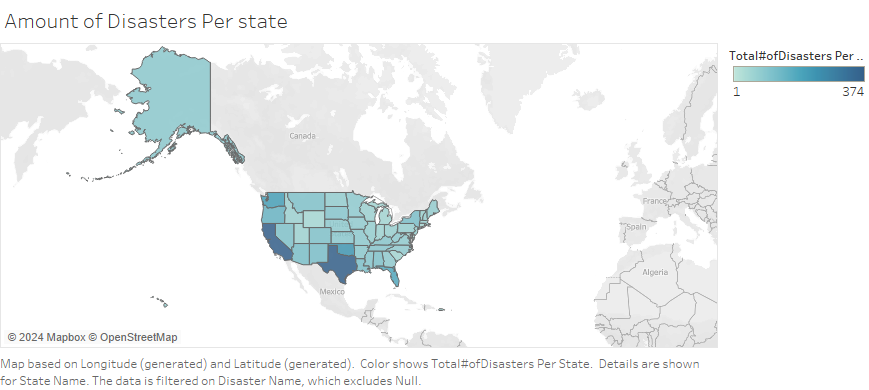 Amount of Disasters Per state
Total#ofDisasters Per ..
1 374
Canada
France
Spain
Algeria
Mexico
© 2024 Mapbox © OpenStreetMap
Map based on Longitude (generated) and Latitude (generated). Color shows Total#ofDisasters Per State. Details are shown
for State Name. The data is filtered on Disaster Name, which excludes Null.